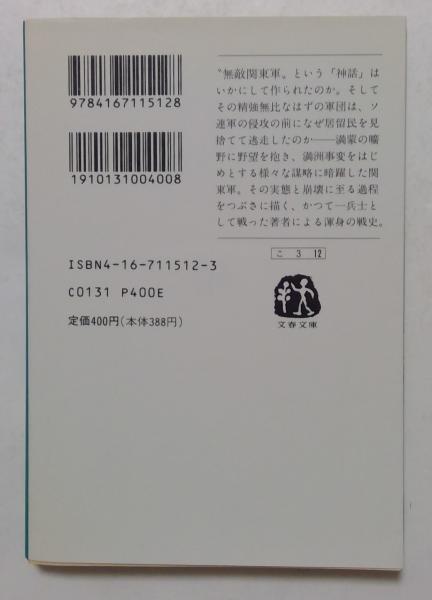 9784167115128
1910131004008
ISBN4-16-711512-3
C0131 P400E
定価400円(本体388円)
〝無敵関東軍〟という「神話」は
いかにして作られたのか。そして
その精強無比なはずの軍団は、ソ
連軍の侵攻の前になぜ居留民を見
捨てて逃走したのか――満蒙の曠
野に野望を抱き、満洲事変をはじ
めとする様々な謀略に暗躍した関
東軍。その実態と崩壊に至る過程
をつぶさに描く、かつて一兵士と
して戦った著者による渾身の戦史。
こ 3 12
文春文庫